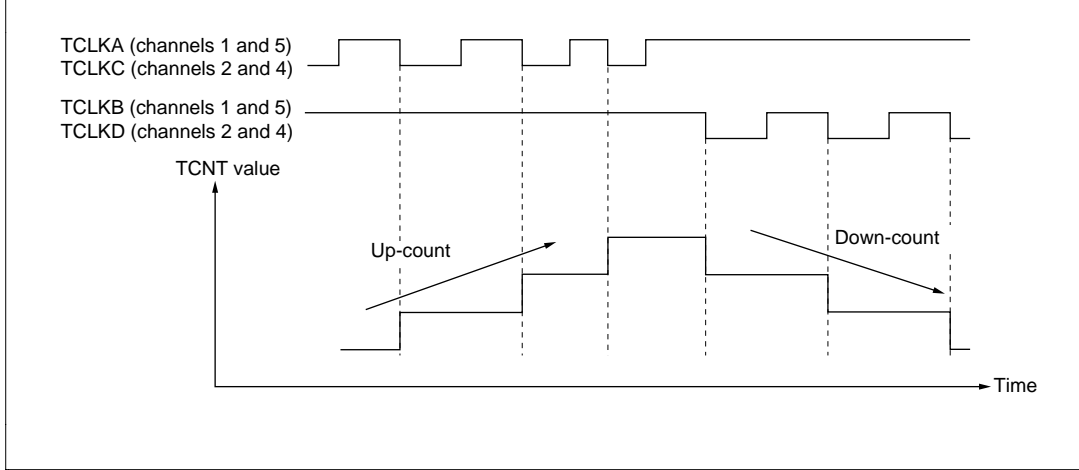 TCLKA (channels 1 and 5)
TCLKC (channels 2 and 4)
TCLKB (channels 1 and 5)
TCLKD (channels 2 and 4)
TCNT value
Up-count
Down-count
Time